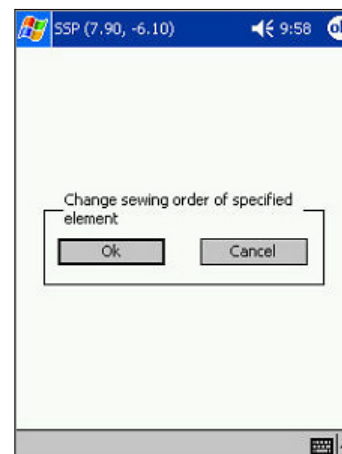 SSP (7.90, -6.10) 9:58 ok
Change sewing order of specified
element
Ok Cancel